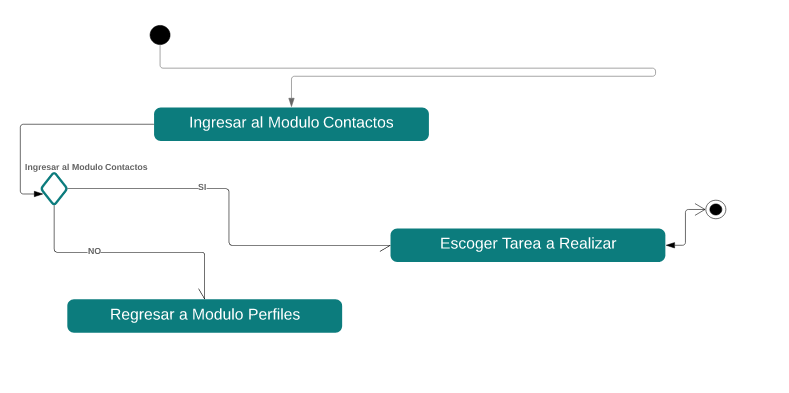 Ingresar al Modulo Contactos
Ingresar al Modulo Contactos
SI
Escoger Tarea a Realizar
NO
Regresar a Modulo Perfiles